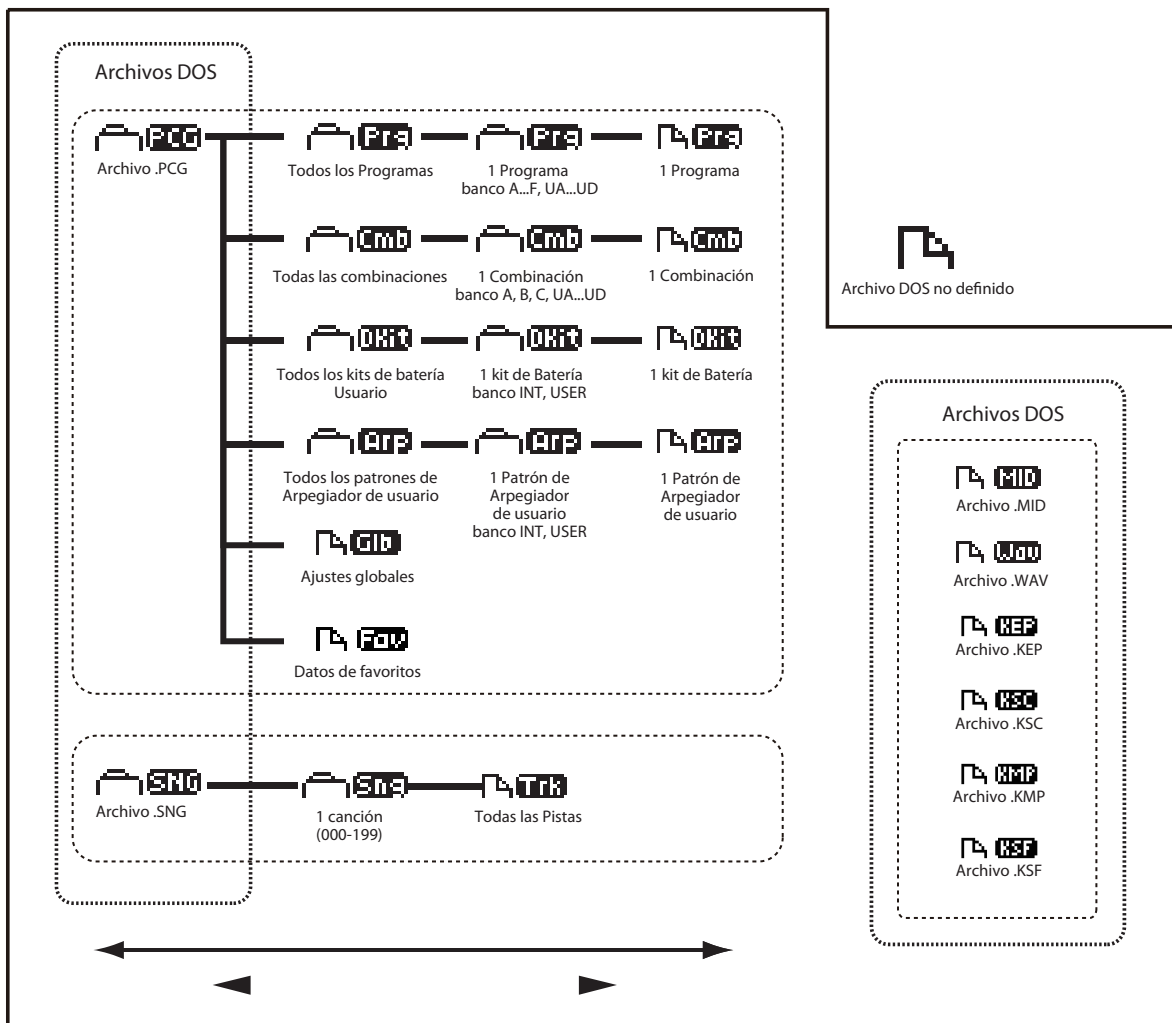 Archivos DOS
PCG
Archivo .PCG
Prg
Todos los Programas
Prg
1 Programa
banco A...F, UA...UD
Prg
1 Programa
Cmb
Todas las combinaciones
Cmb
1 Combinación
banco A, B, C, UA...UD
Cmb
1 Combinación
DKit
Todos los kits de batería
Usuario
DKit
1 kit de Batería
banco INT, USER
DKit
1 kit de Batería
Arp
Todos los patrones de
Arpegiador de usuario
Arp
1 Patrón de
Arpegiador
de usuario
banco INT, USER
Arp
1 Patrón de
Arpegiador
de usuario
Glb
Ajustes globales
Fav
Datos de favoritos
SNG
Archivo .SNG
Sng
1 canción
(000-199)
Trk
Todas las Pistas
Archivo DOS no definido
Archivos DOS
MID
Archivo .MID
Wav
Archivo .WAV
KEP
Archivo .KEP
KSC
Archivo .KSC
KMP
Archivo .KMP
KSF
Archivo .KSF